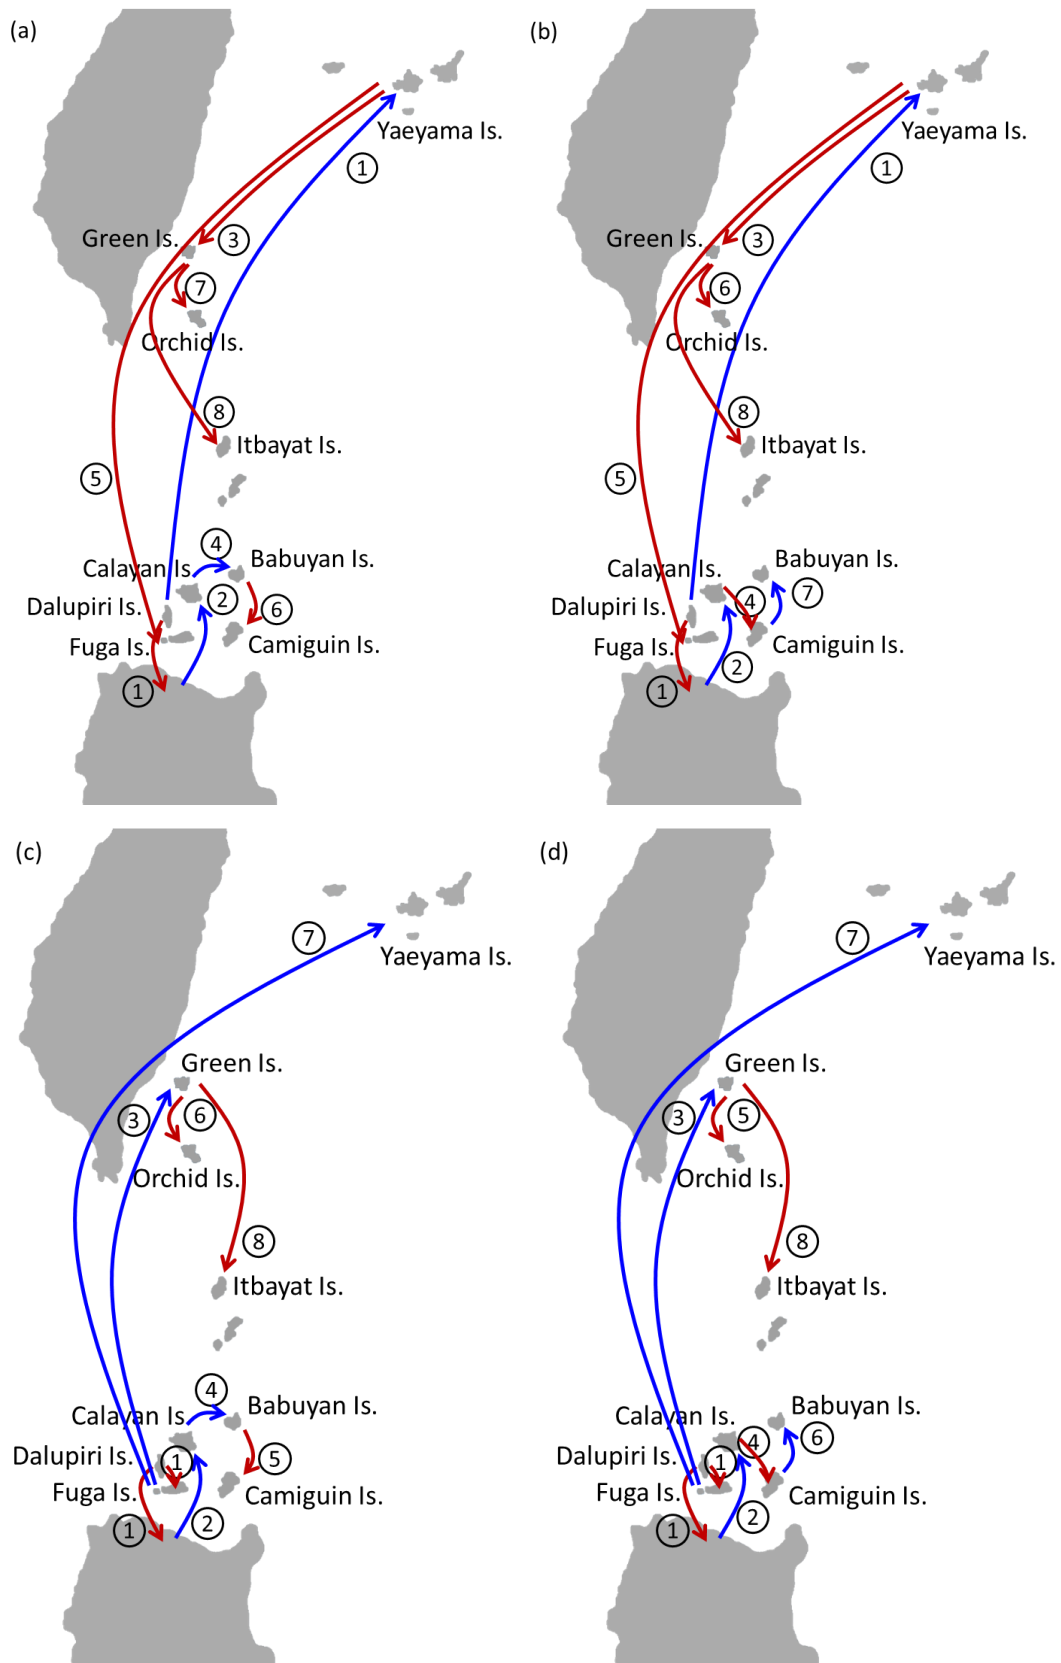 (a)
Yaeyama Is.
1
Green Is.
3
7
Orchid Is.
8
Itbayat Is.
5
4
Calayan Is.
Babuyan Is.
2
Dalupiri Is.
6
Fuga Is.
Camiguin Is.
1
(b)
Yaeyama Is.
1
Green Is.
3
6
Orchid Is.
8
Itbayat Is.
5
Calayan Is.
Babuyan Is.
4
7
Dalupiri Is.
Fuga Is.
Camiguin Is.
2
1
(c)
7
Yaeyama Is.
Green Is.
3
6
Orchid Is.
8
Itbayat Is.
4
Calayan Is.
Babuyan Is.
Dalupiri Is.
1
5
Fuga Is.
Camiguin Is.
1
2
(d)
7
Yaeyama Is.
Green Is.
3
5
Orchid Is.
8
Itbayat Is.
Calayan Is.
Babuyan Is.
4
6
Dalupiri Is.
1
Fuga Is.
Camiguin Is.
2
1